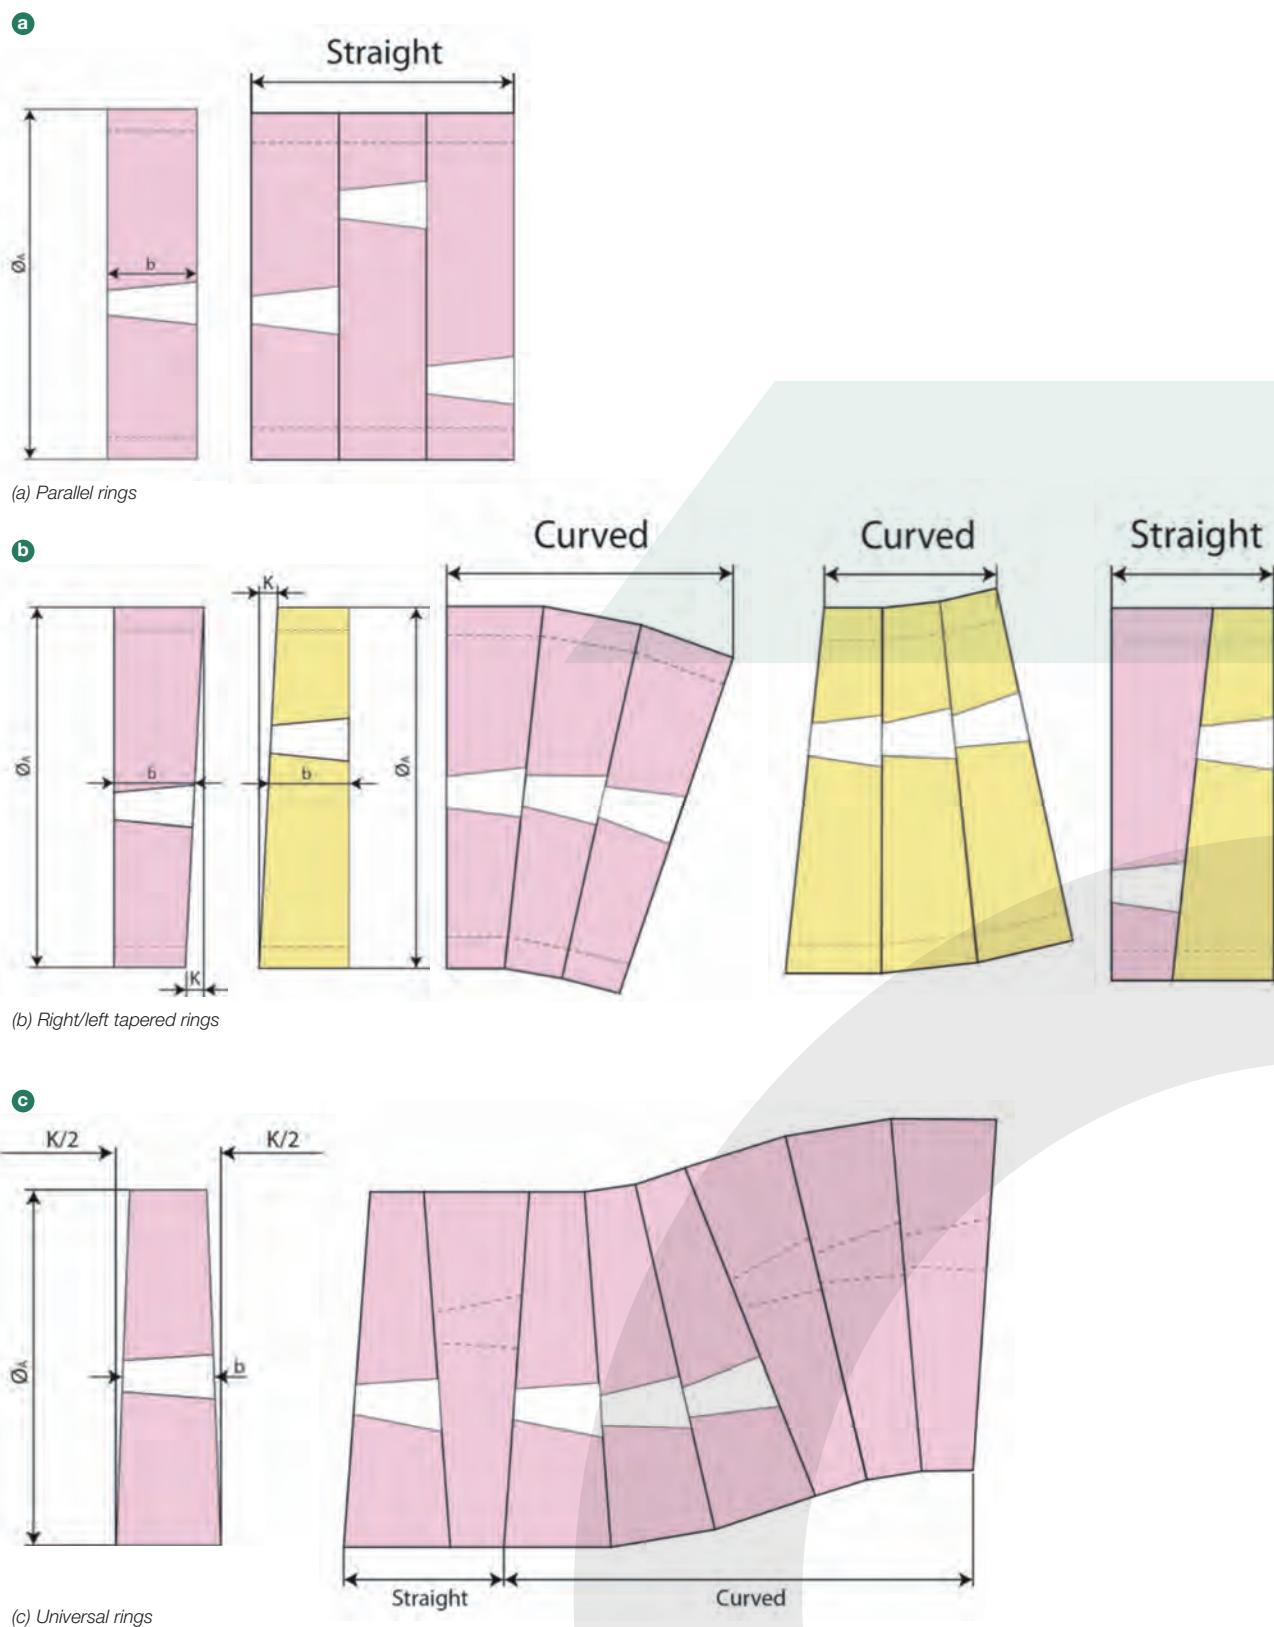 a
Straight
ØA
b
(a) Parallel rings
b
Curved
Curved
Straight
K
ØA
b
b
ØA
K
(b) Right/left tapered rings
c
K/2
K/2
ØA
b
Straight
Curved
(c) Universal rings